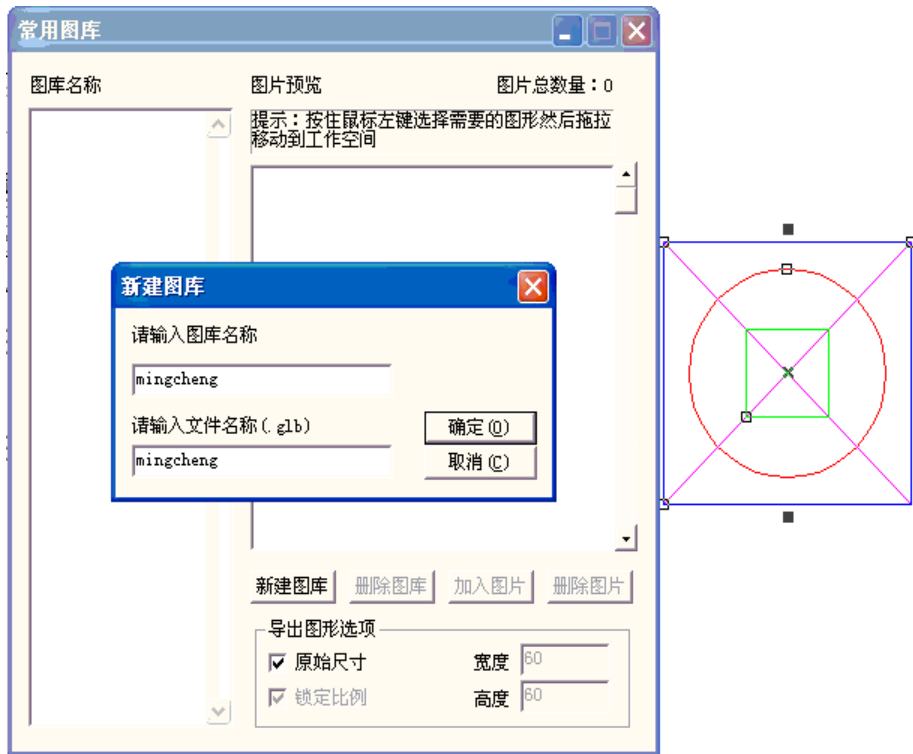 常用图库
图库名称
图片预览
图片总数量：0
提示：按住鼠标左键选择需要的图形然后拖拉
移动到工作空间
新建图库
请输入图库名称
mingcheng
请输入文件名称(.glb)
mingcheng
确定(O)
取消(C)
新建图库
删除图库
加入图片
删除图片
导出图形选项
原始尺寸
宽度
60
锁定比例
高度
60